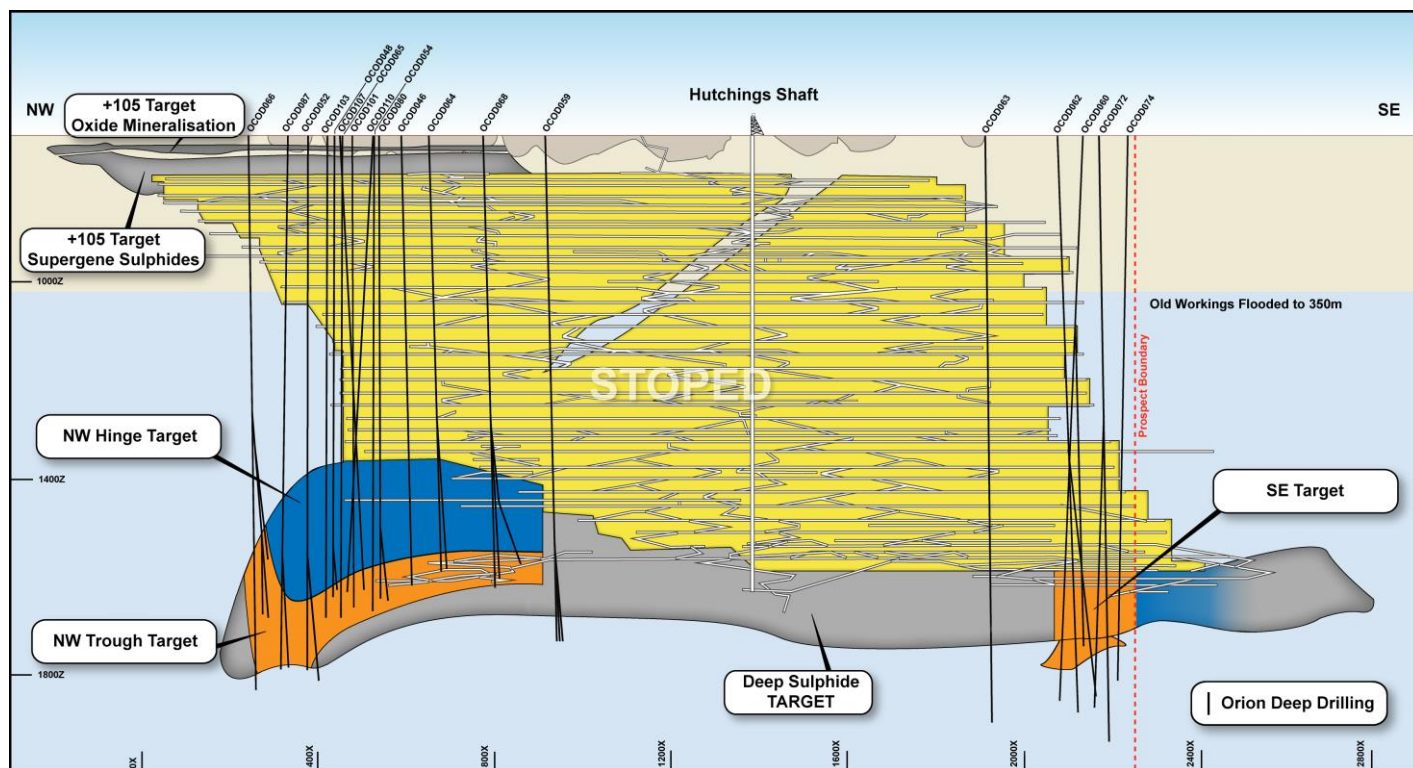 OCOD048
OCOD065
OCOD054
OCOD066
OCOD087
OCOD052
OCOD103
OCOD107
OCOD101
OCOD110
OCOD080
OCOD046
OCOD064
OCOD068
OCOD059
OCOD063
OCOD062
OCOD060
OCOD072
OCOD074
NW
+105 Target
Oxide Mineralisation
Hutchings Shaft
SE
+105 Target
Supergene Sulphides
1000Z
Old Workings Flooded to 350m
STOPED
Prospect Boundary
NW Hinge Target
1400Z
SE Target
NW Trough Target
1800Z
Deep Sulphide
TARGET
Orion Deep Drilling
0X
400X
800X
1200X
1600X
2000X
2400X
2800X